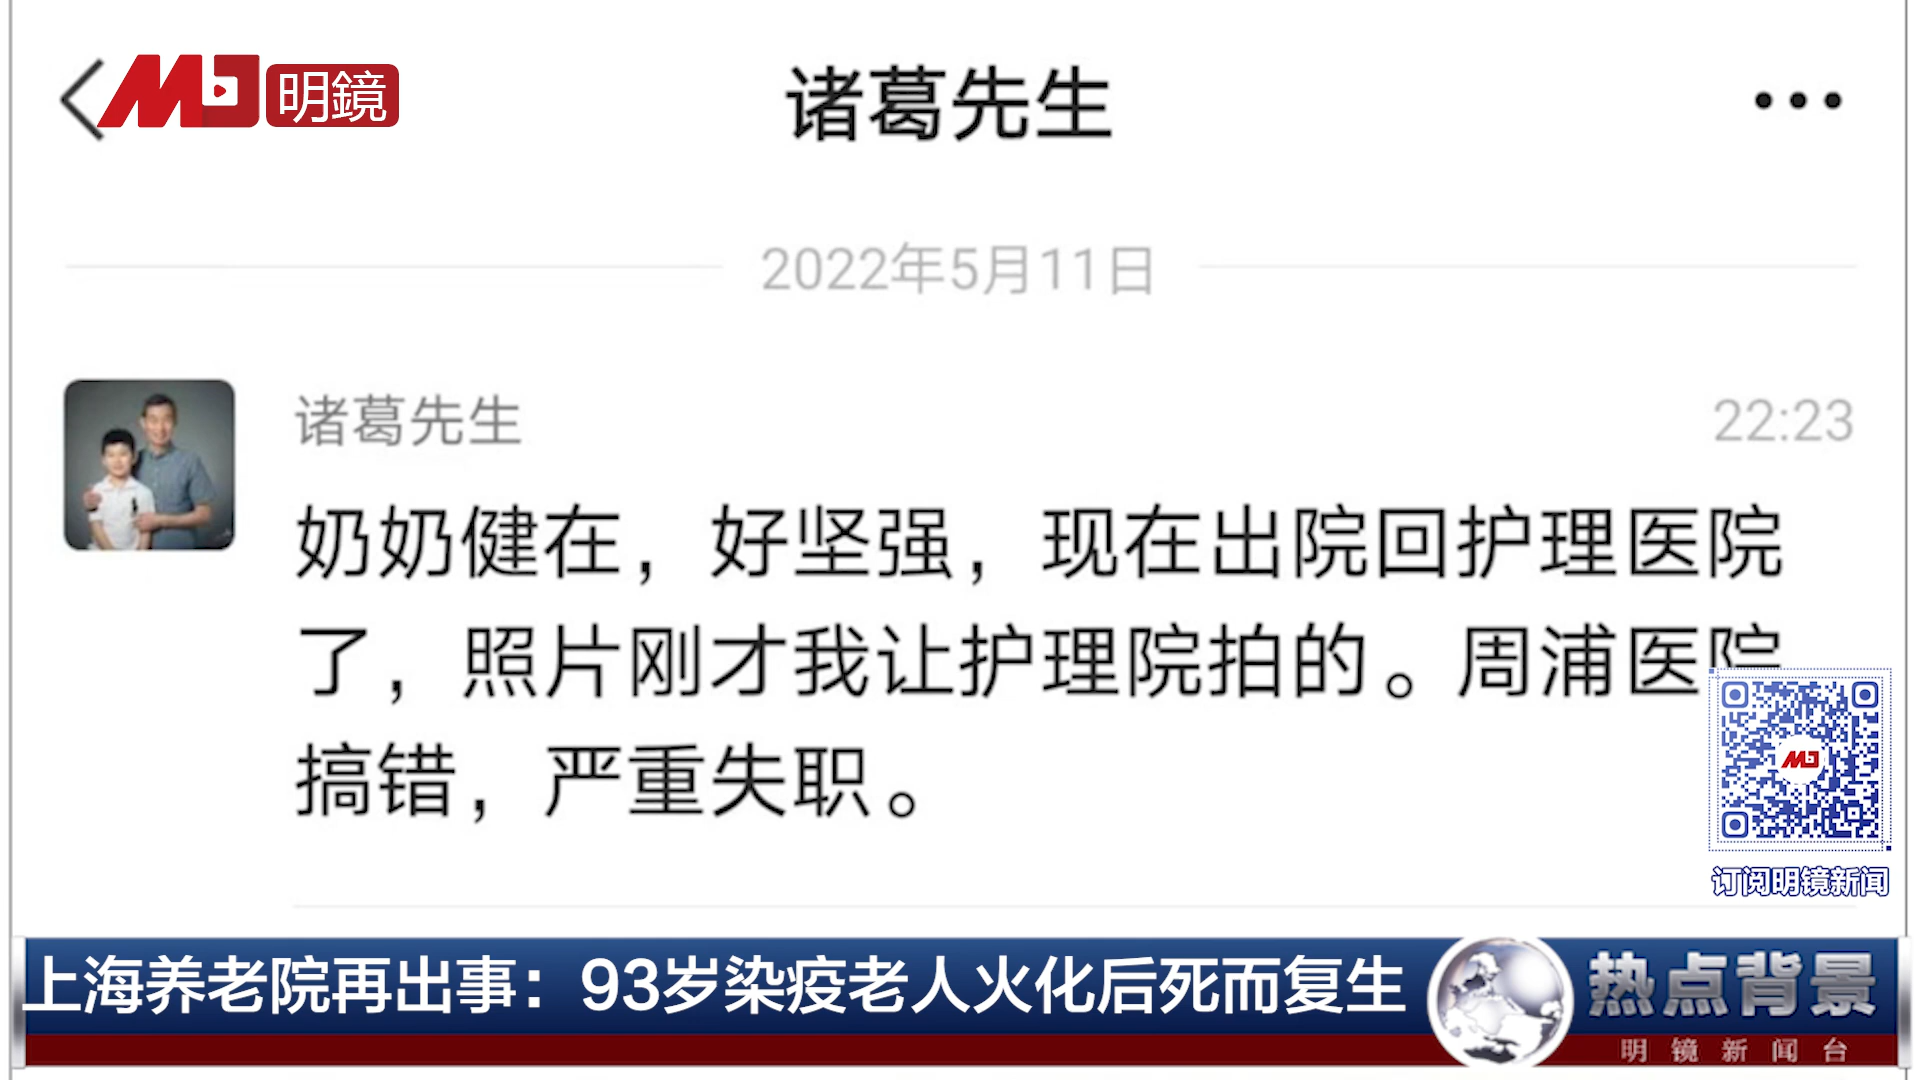 明鏡
诸葛先生
2022年5月11日
诸葛先生
22:23
奶奶健在，好坚强，现在出院回护理医院
了，照片刚才我让护理院拍的。周浦医院
搞错，严重失职。
订阅明镜新闻
上海养老院再出事：93岁染疫老人火化后死而复生
热点背景
明镜新闻台